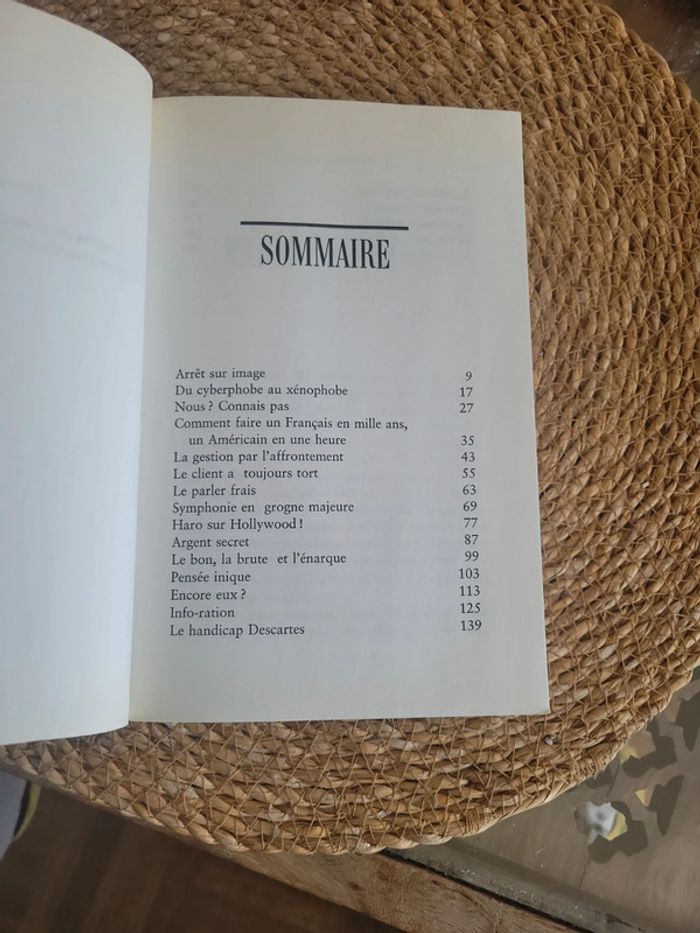 SOMMAIRE
Arrêt sur image 9
Du cyberphobe au xénophobe 17
Nous ? Connais pas 27
Comment faire un Français en mille ans,
un Américain en une heure 35
La gestion par l'affrontement 43
Le client a toujours tort 55
Le parler frais 63
Symphonie en grogne majeure 69
Haro sur Hollywood ! 77
Argent secret 87
Le bon, la brute et l'énarque 99
Pensée inique 103
Encore eux ? 113
Info-ration 125
Le handicap Descartes 139